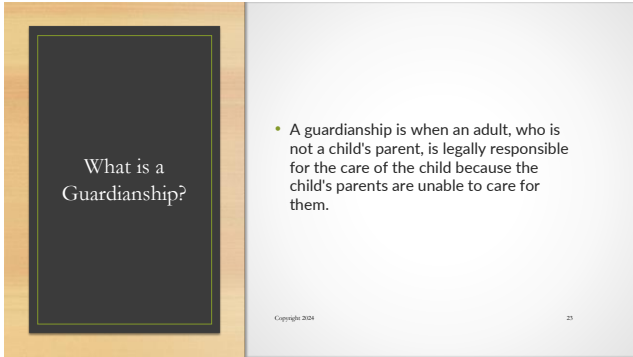 What is a
Guardianship?
• A guardianship is when an adult, who is
not a child's parent, is legally responsible
for the care of the child because the
child's parents are unable to care for
them.
Copyright 2024
23